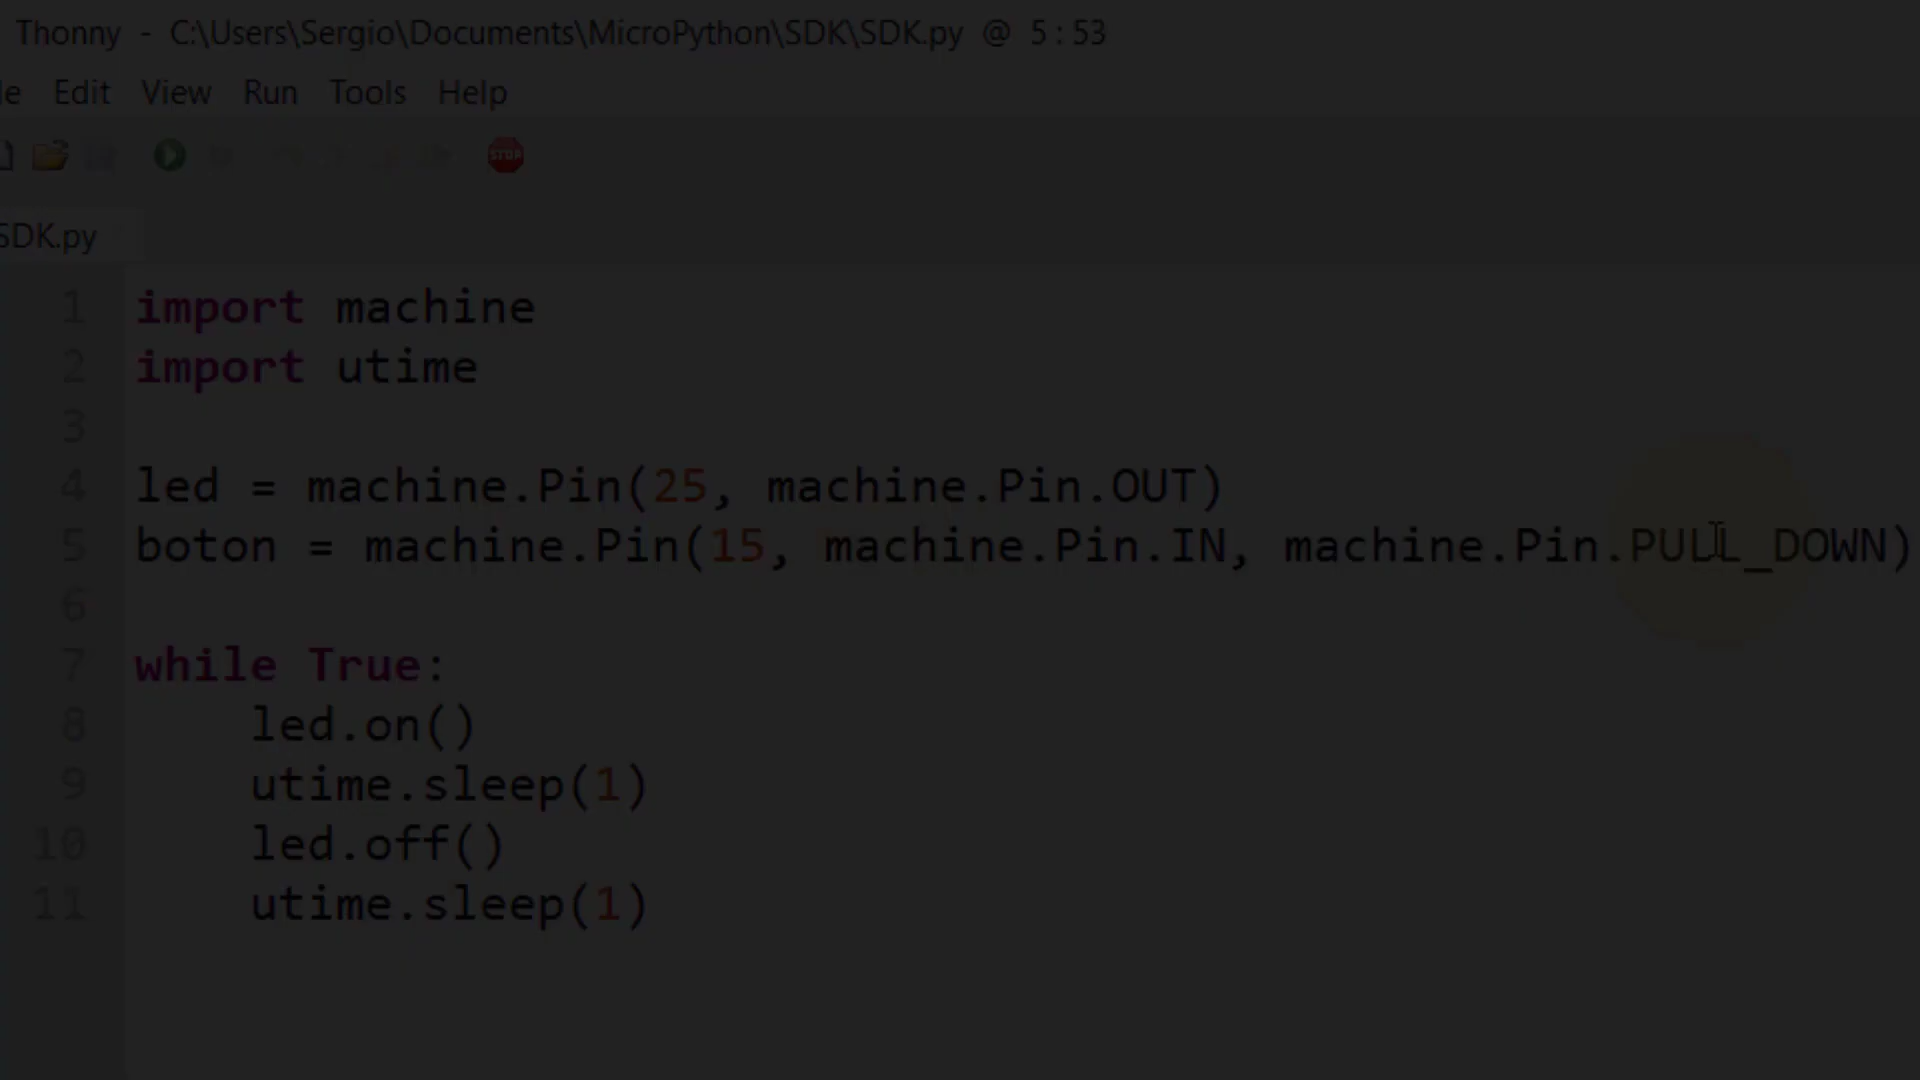 Thonny - C:\Users\Sergio\Documents\MicroPython\SDK\SDK.py @ 5 : 53
le Edit View Run Tools Help
STOP
SDK.py
1 import machine
2 import utime
3
4 led = machine.Pin(25, machine.Pin.OUT)
5 boton = machine.Pin(15, machine.Pin.IN, machine.Pin.PULL_DOWN)
6
7 while True:
8 led.on()
9 utime.sleep(1)
10 led.off()
11 utime.sleep(1)